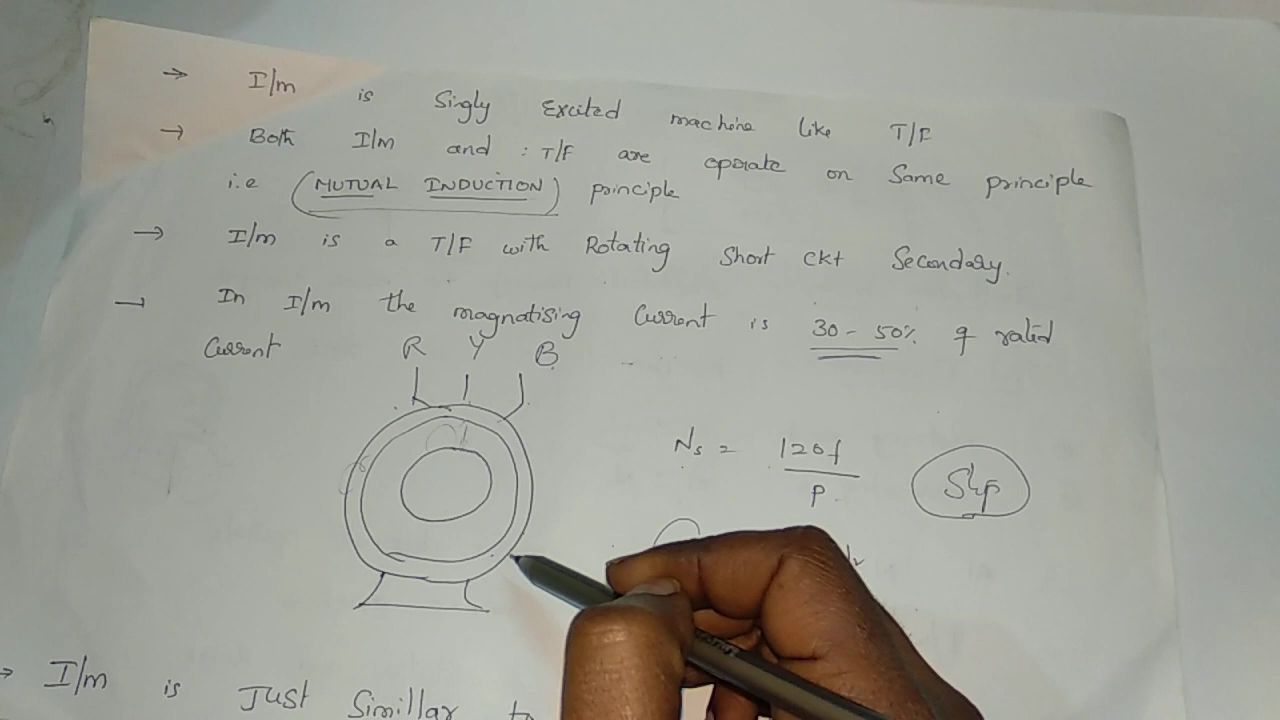 → I/m is Singly Excited machine like T/F
→ Both I/m and : T/F are operate on Same principle
i.e (MUTUAL INDUCTION) principle
→ I/m is a T/F with Rotating Short ckt Secondary.
→ In I/m the magnatising Current is 30 - 50% of rated
Current
R Y B
Ns = 120f
P.
Slip
→ I/m is Just Simillar to